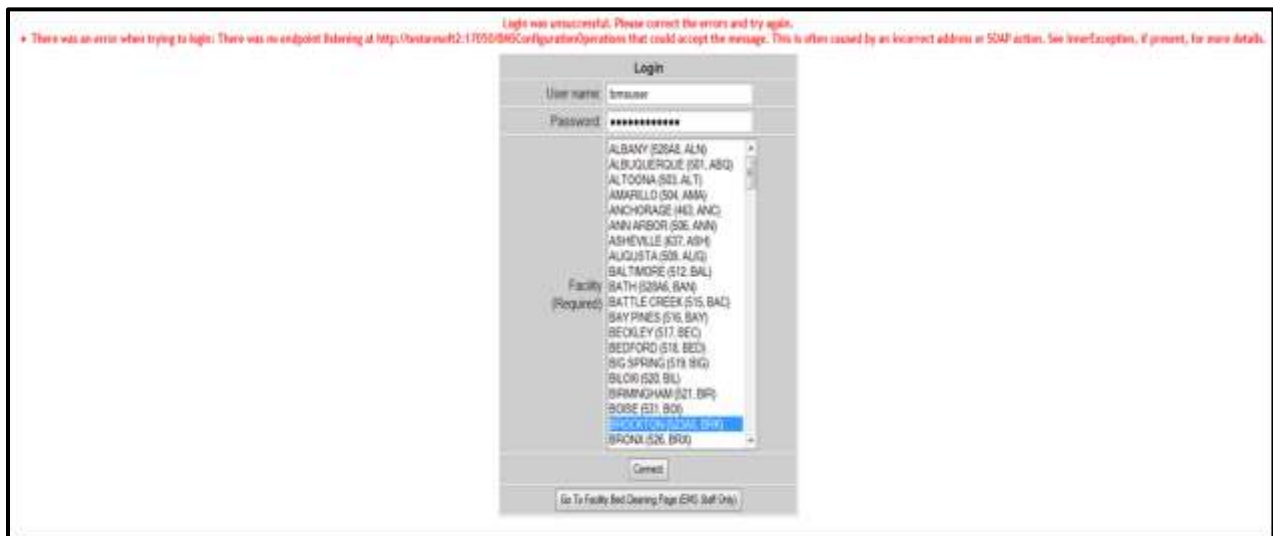 Login was unsuccessful. Please correct the errors and try again.
• There was an error when trying to login: There was no endpoint listening at that could accept the message. This is often caused by an incorrect address or SOAP action. See InnerException, if present, for more details.
Login
User name: bmsuser
Password: ••••••••••••
Facility (Required)
ALBANY (528A8, ALN)
ALBUQUERQUE (501, ABQ)
ALTOONA (503, ALT)
AMARILLO (504, AMA)
ANCHORAGE (463, ANC)
ANN ARBOR (506, ANN)
ASHEVILLE (637, ASH)
AUGUSTA (509, AUG)
BALTIMORE (512, BAL)
BATH (528A6, BAN)
BATTLE CREEK (515, BAC)
BAY PINES (516, BAY)
BECKLEY (517, BEC)
BEDFORD (518, BED)
BIG SPRING (519, BIG)
BILOXI (520, BIL)
BIRMINGHAM (521, BIR)
BOISE (531, BOI)
BROCKTON (523A5, BRK)
BRONX (526, BRX)
Connect
Go To Facility Bed Cleaning Page (EMS Staff Only)